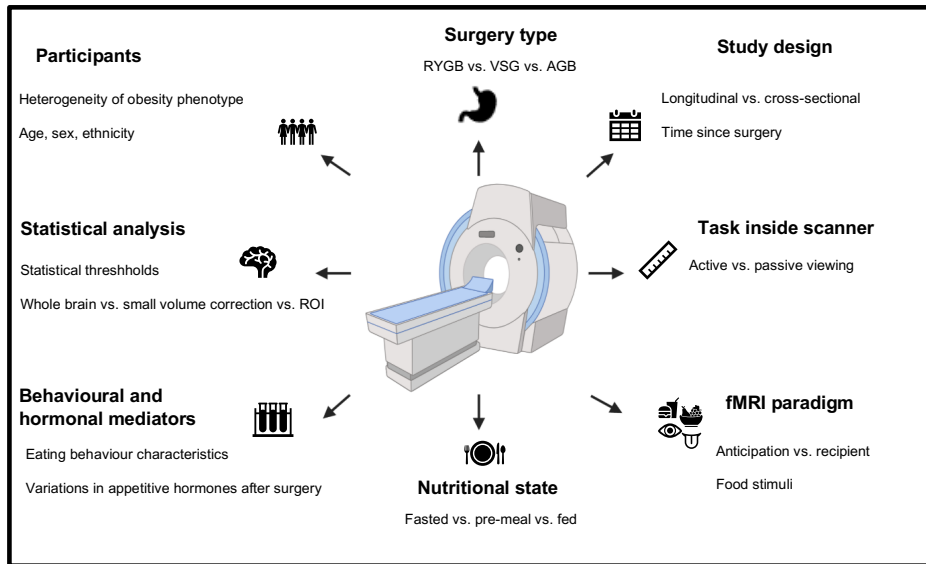 Participants
Heterogeneity of obesity phenotype
Age, sex, ethnicity
Surgery type
RYGB vs. VSG vs. AGB
Study design
Longitudinal vs. cross-sectional
Time since surgery
Statistical analysis
Statistical threshholds
Whole brain vs. small volume correction vs. ROI
Task inside scanner
Active vs. passive viewing
Behavioural and
hormonal mediators
Eating behaviour characteristics
Variations in appetitive hormones after surgery
Nutritional state
Fasted vs. pre-meal vs. fed
fMRI paradigm
Anticipation vs. recipient
Food stimuli